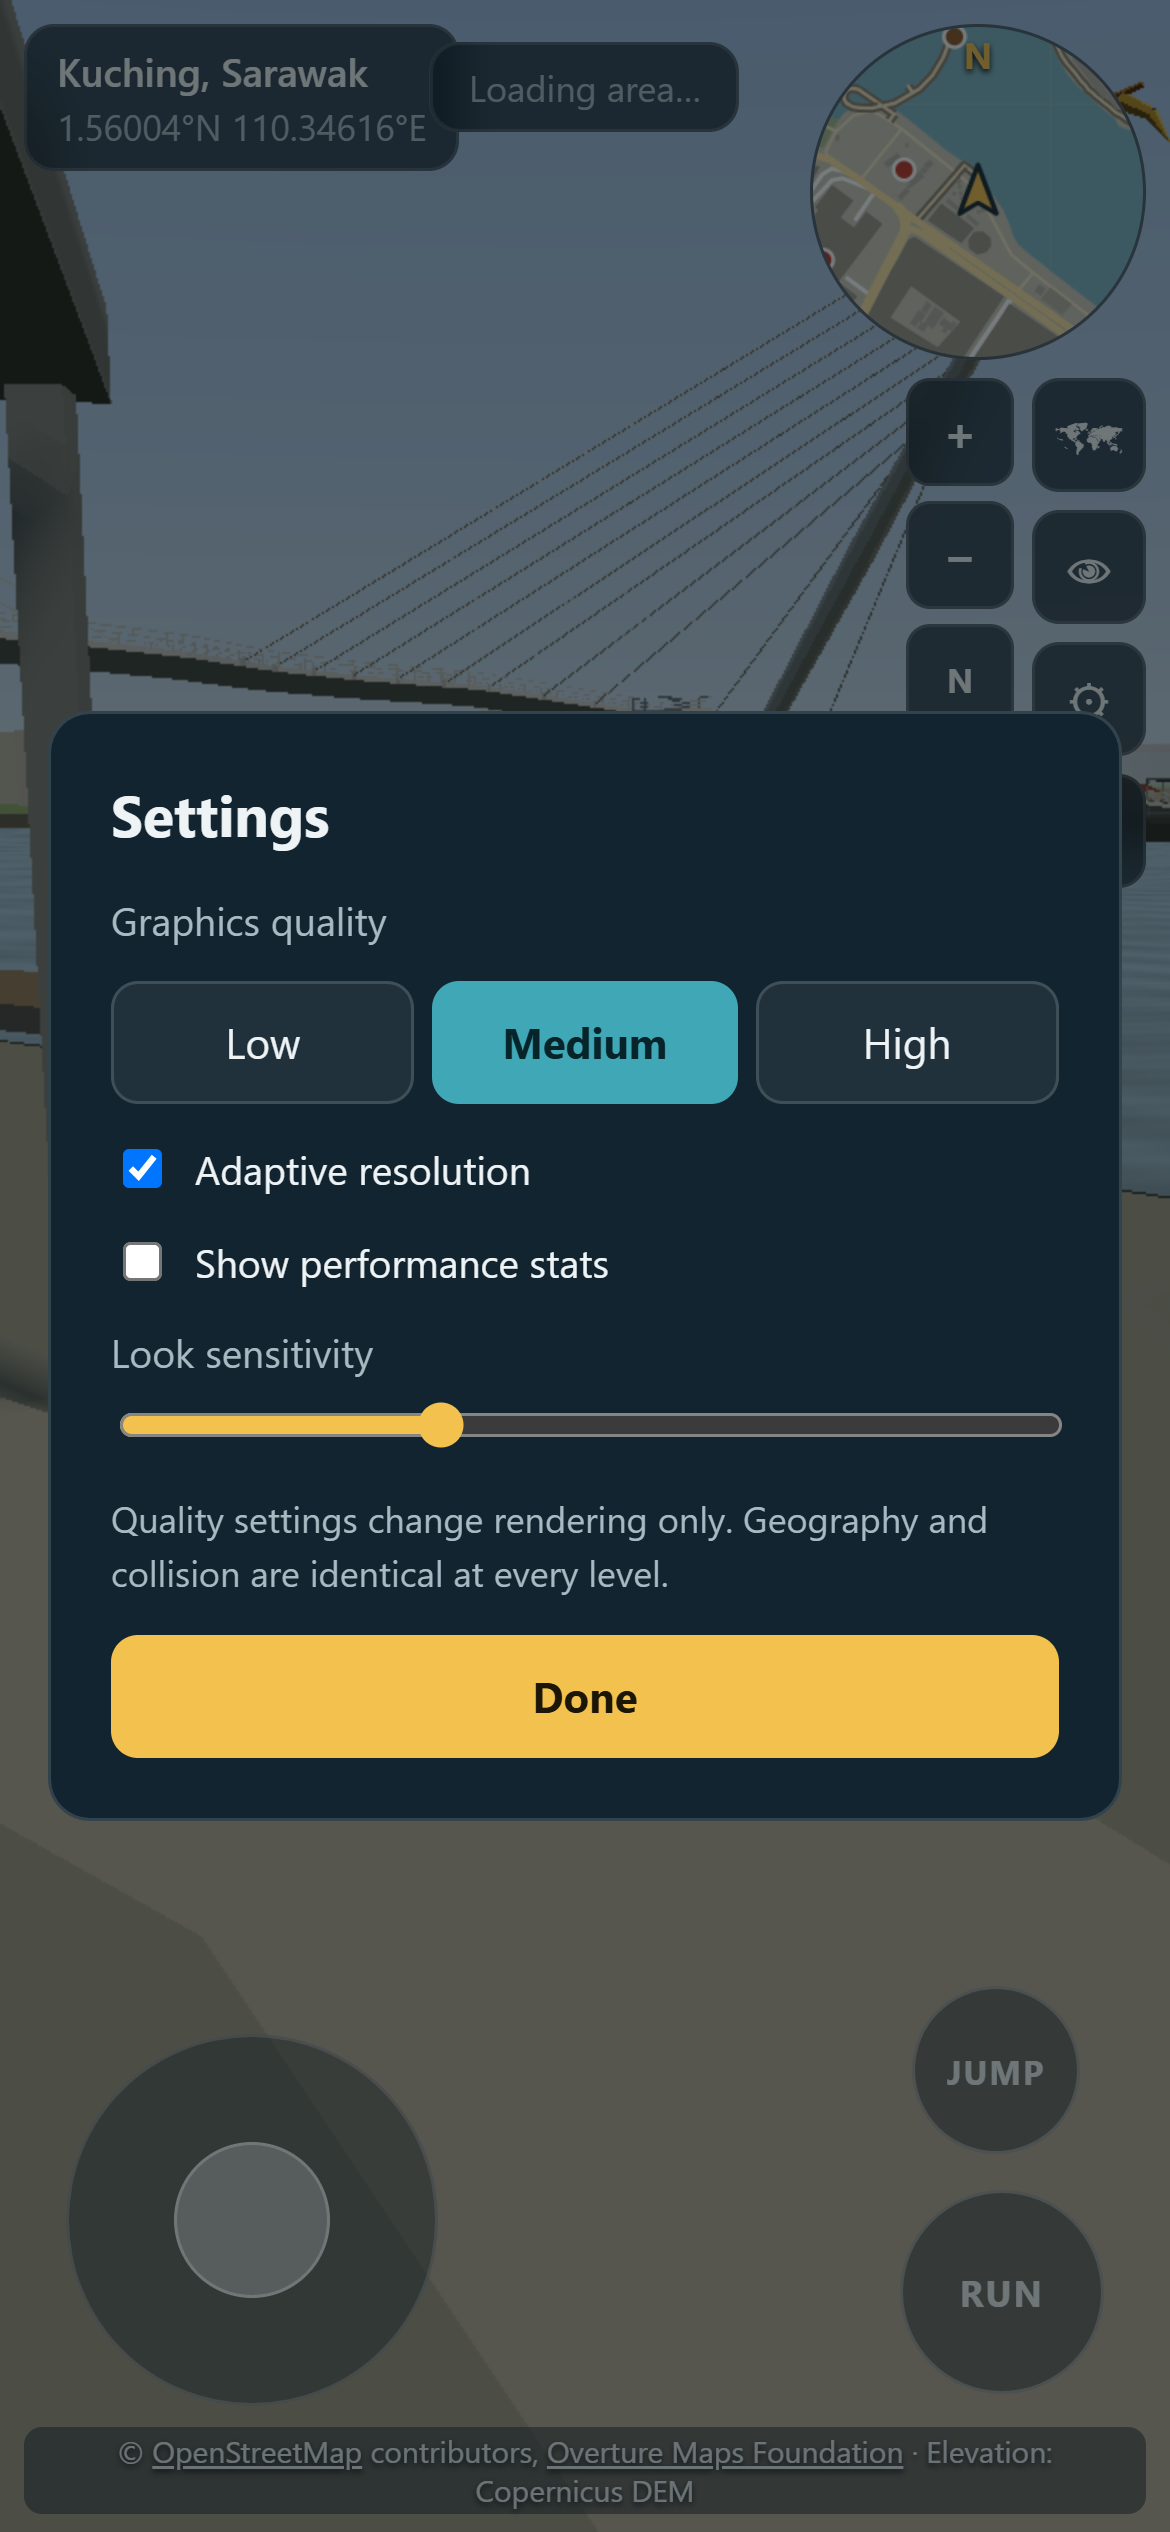 Kuching, Sarawak
1.56004°N 110.34616°E
Loading area...
N
+
−
N
Settings
Graphics quality
Low
Medium
High
Adaptive resolution
Show performance stats
Look sensitivity
Quality settings change rendering only. Geography and
collision are identical at every level.
Done
JUMP
RUN
© OpenStreetMap contributors, Overture Maps Foundation · Elevation:
Copernicus DEM